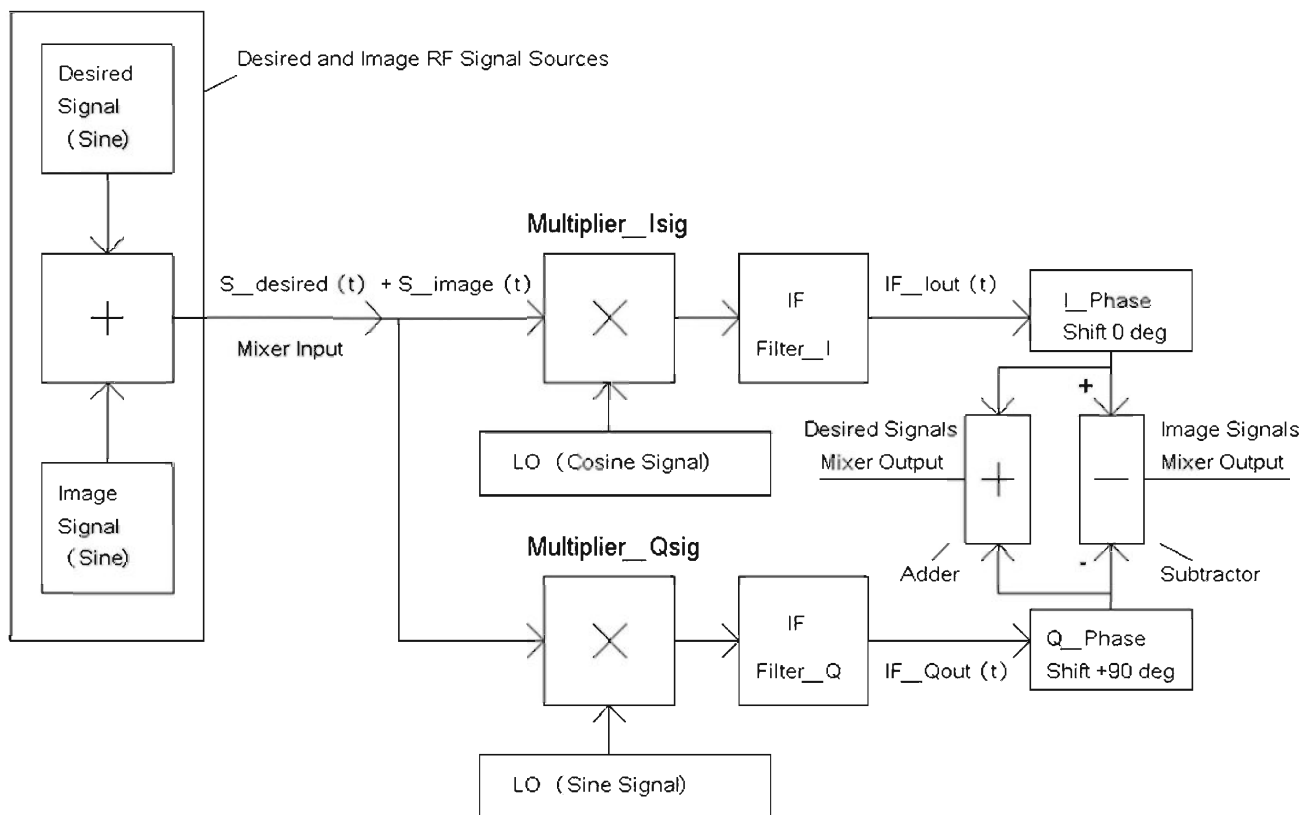 Desired
Signal
(Sine)
Desired and Image RF Signal Sources
+
S__desired (t) + S__image (t)
Mixer Input
Image
Signal
(Sine)
Multiplier__Isig
×
LO (Cosine Signal)
IF
Filter__I
IF__Iout (t)
I__Phase
Shift 0 deg
+
Desired Signals
Mixer Output
+
−
Image Signals
Mixer Output
Adder
-
Subtractor
Multiplier__Qsig
×
LO (Sine Signal)
IF
Filter__Q
IF__Qout (t)
Q__Phase
Shift +90 deg